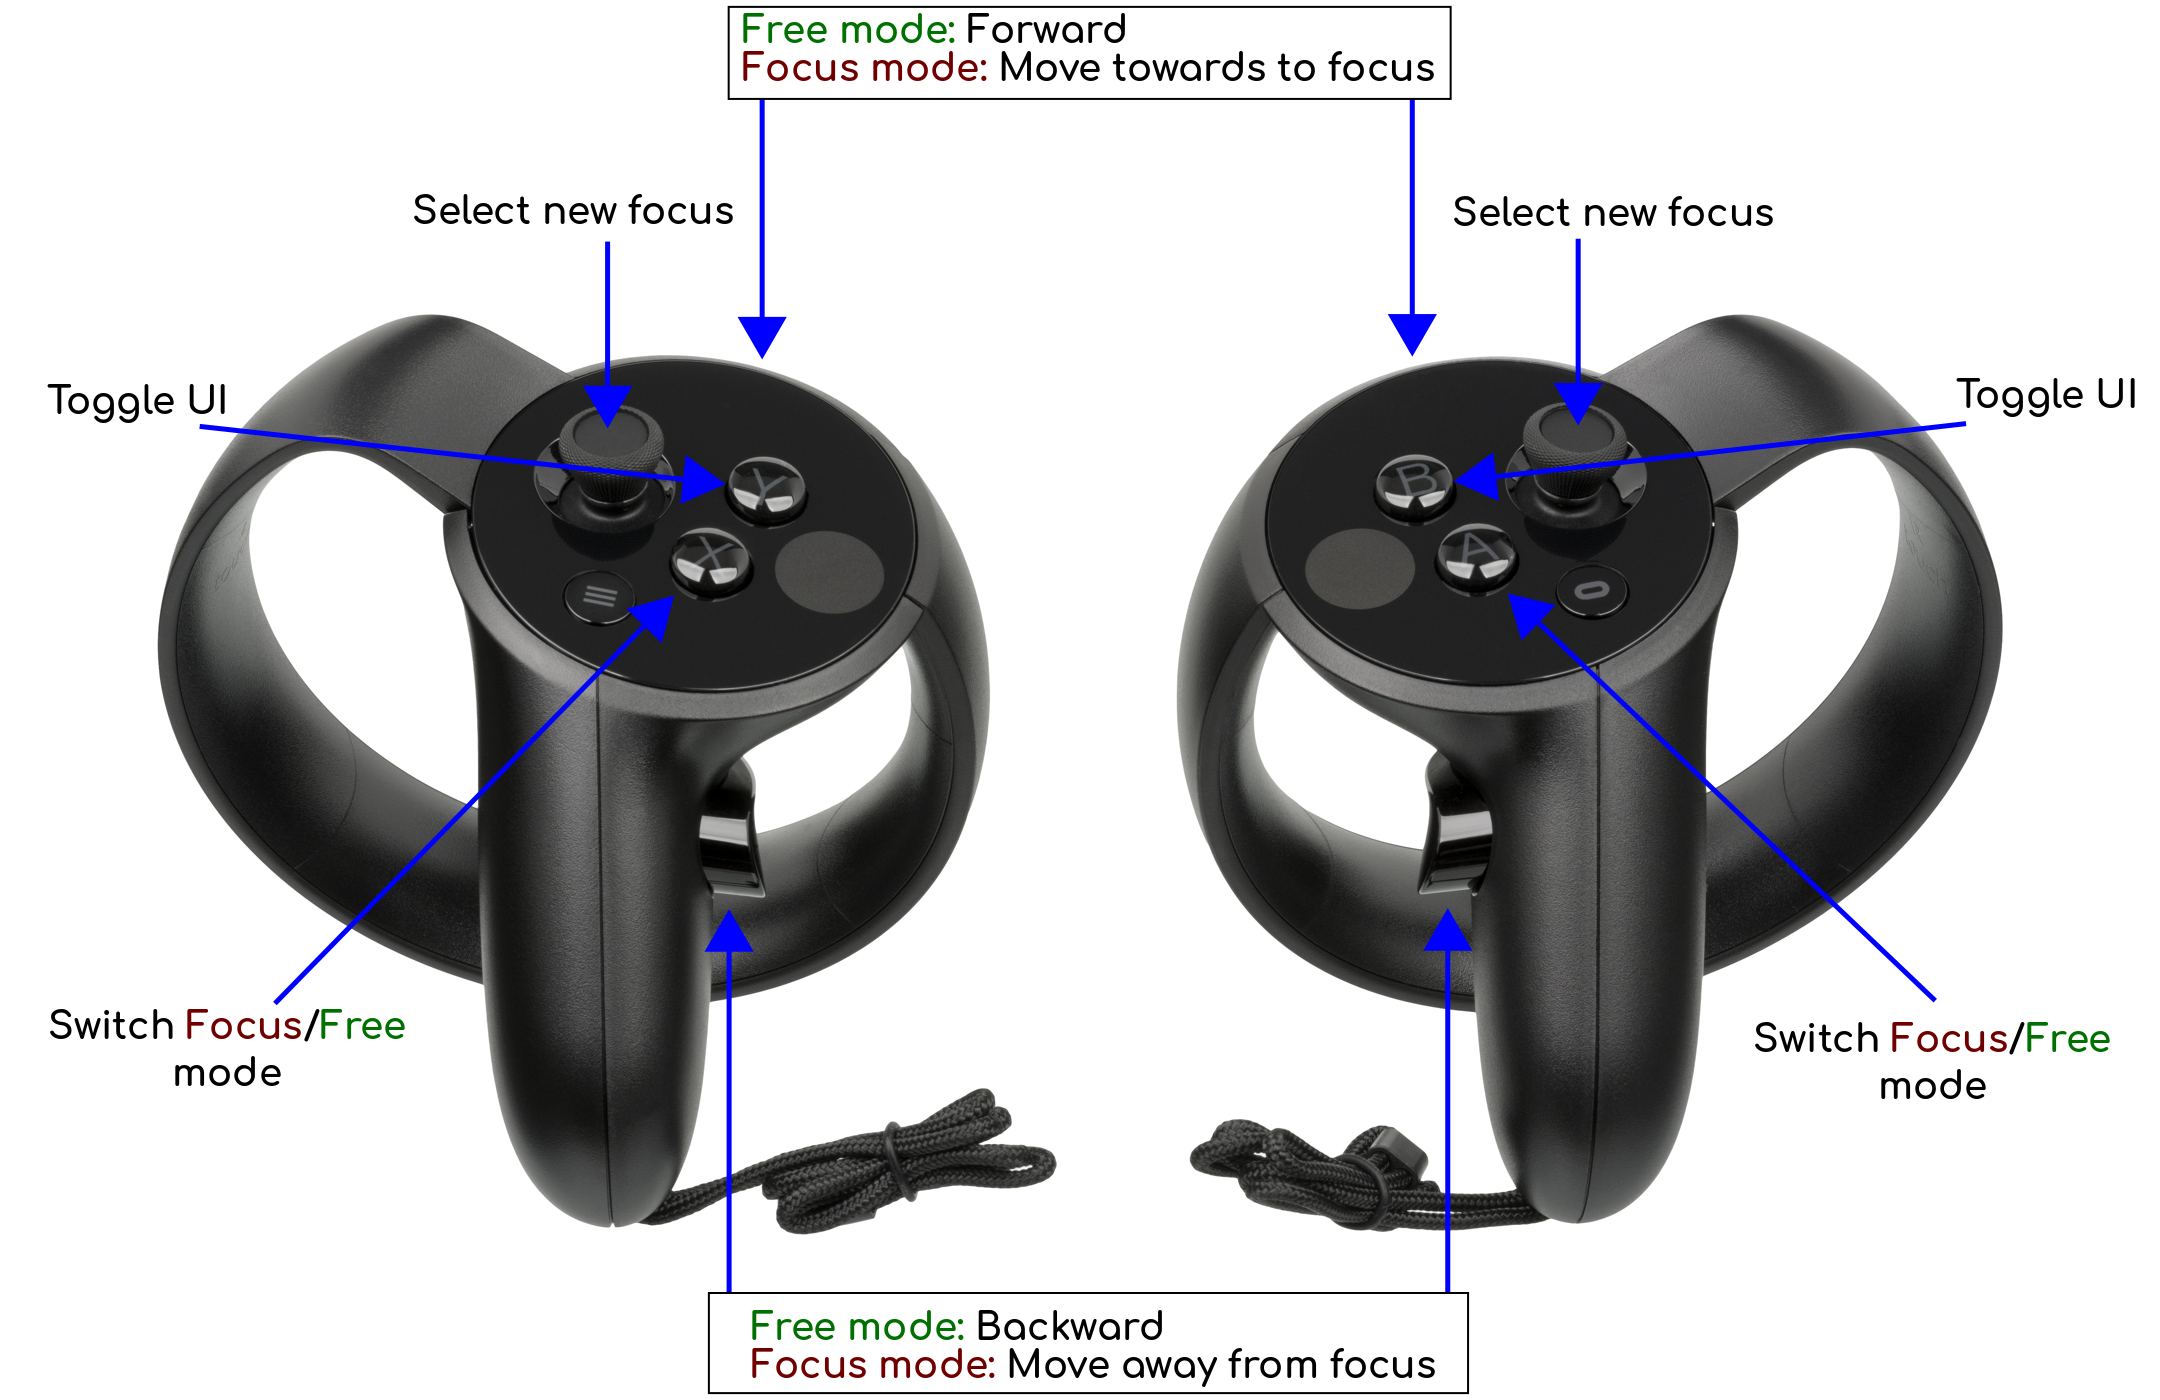 Free mode: Forward
Focus mode: Move towards to focus
Select new focus
Select new focus
Toggle UI
Toggle UI
Y
X
B
A
Switch Focus/Free
mode
Switch Focus/Free
mode
Free mode: Backward
Focus mode: Move away from focus